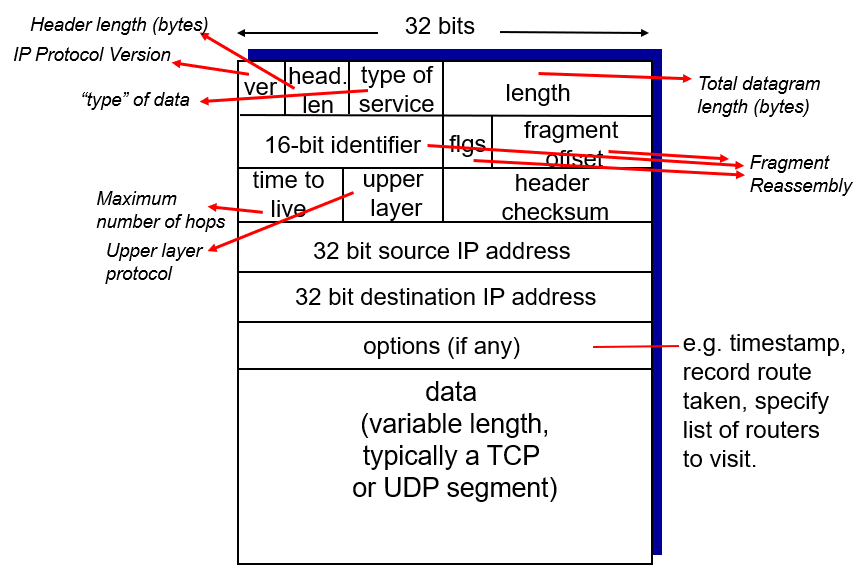 32 bits
Header length (bytes)
IP Protocol Version
“type” of data
ver
head.
len
type of
service
length
Total datagram
length (bytes)
16-bit identifier
flgs
fragment
offset
Fragment
Reassembly
time to
live
upper
layer
header
checksum
Maximum
number of hops
Upper layer
protocol
32 bit source IP address
32 bit destination IP address
options (if any)
e.g. timestamp,
record route
taken, specify
list of routers
to visit.
data
(variable length,
typically a TCP
or UDP segment)